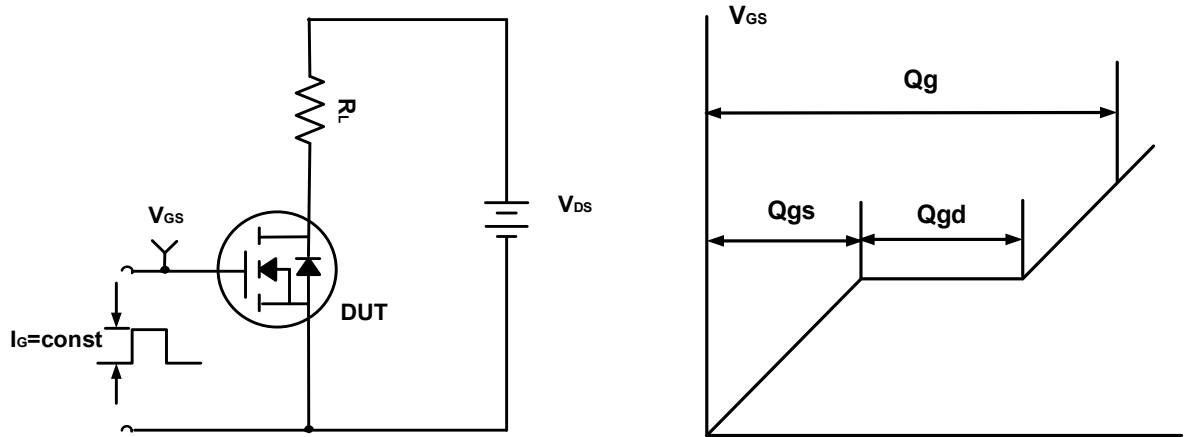 RL
VGS
VDS
DUT
IG=const
VGS
Qg
Qgs
Qgd